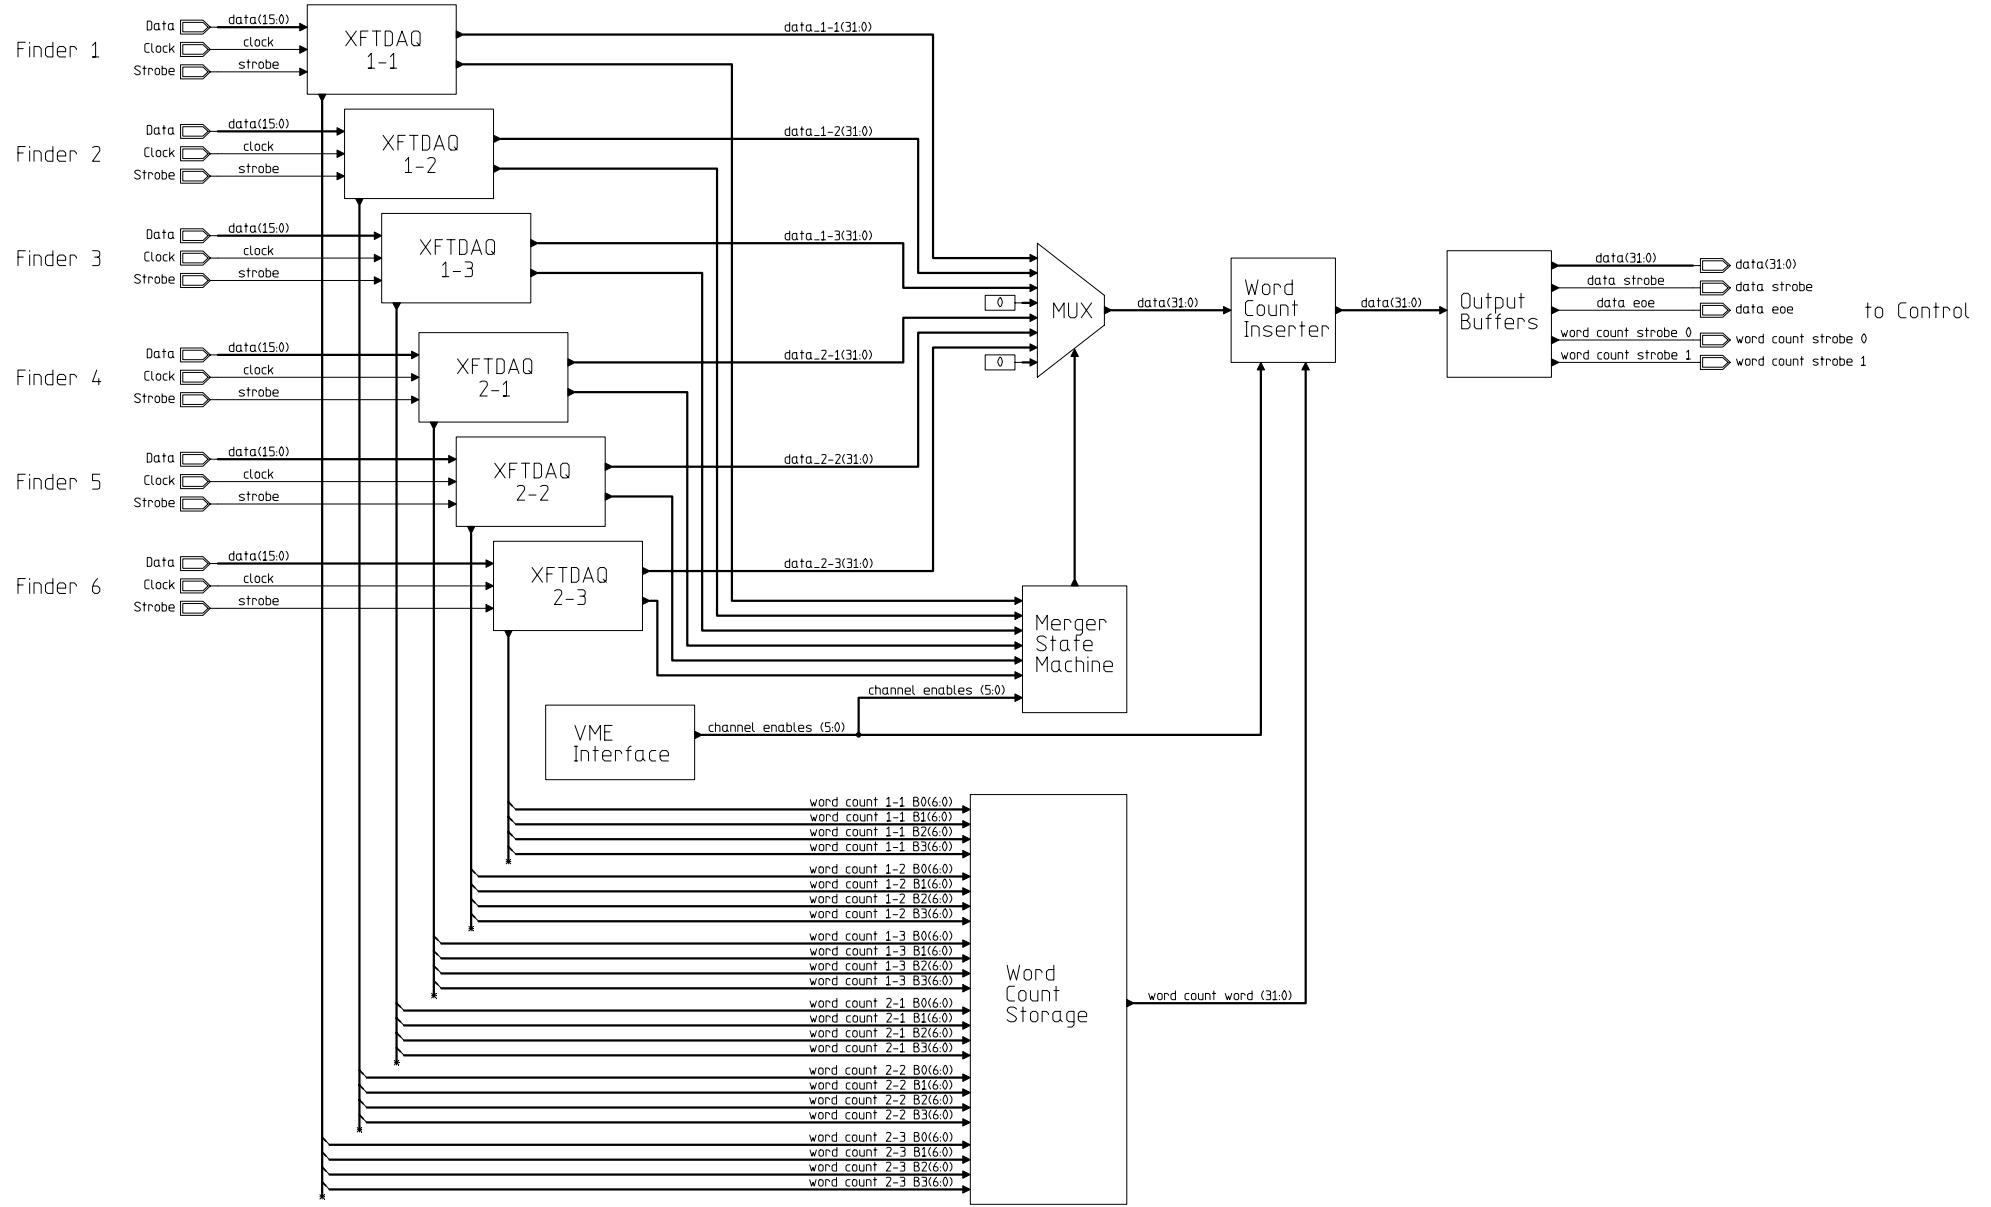 Finder 1
Data
data(15:0)
Clock
clock
Strobe
strobe
XFTDAQ
1-1
data_1-1(31:0)
Finder 2
Data
data(15:0)
Clock
clock
Strobe
strobe
XFTDAQ
1-2
data_1-2(31:0)
Finder 3
Data
data(15:0)
Clock
clock
Strobe
strobe
XFTDAQ
1-3
data_1-3(31:0)
0
Finder 4
Data
data(15:0)
Clock
clock
Strobe
strobe
XFTDAQ
2-1
data_2-1(31:0)
0
MUX
data(31:0)
Word
Count
Inserter
data(31:0)
Output
Buffers
data(31:0)
data(31:0)
data strobe
data strobe
data eoe
data eoe
word count strobe 0
word count strobe 0
word count strobe 1
word count strobe 1
to Control
Finder 5
Data
data(15:0)
Clock
clock
Strobe
strobe
XFTDAQ
2-2
data_2-2(31:0)
Finder 6
Data
data(15:0)
Clock
clock
Strobe
strobe
XFTDAQ
2-3
data_2-3(31:0)
Merger
State
Machine
channel enables (5:0)
VME
Interface
channel enables (5:0)
word count 1-1 B0(6:0)
word count 1-1 B1(6:0)
word count 1-1 B2(6:0)
word count 1-1 B3(6:0)
word count 1-2 B0(6:0)
word count 1-2 B1(6:0)
word count 1-2 B2(6:0)
word count 1-2 B3(6:0)
word count 1-3 B0(6:0)
word count 1-3 B1(6:0)
word count 1-3 B2(6:0)
word count 1-3 B3(6:0)
word count 2-1 B0(6:0)
word count 2-1 B1(6:0)
word count 2-1 B2(6:0)
word count 2-1 B3(6:0)
word count 2-2 B0(6:0)
word count 2-2 B1(6:0)
word count 2-2 B2(6:0)
word count 2-2 B3(6:0)
word count 2-3 B0(6:0)
word count 2-3 B1(6:0)
word count 2-3 B2(6:0)
word count 2-3 B3(6:0)
Word
Count
Storage
word count word (31:0)